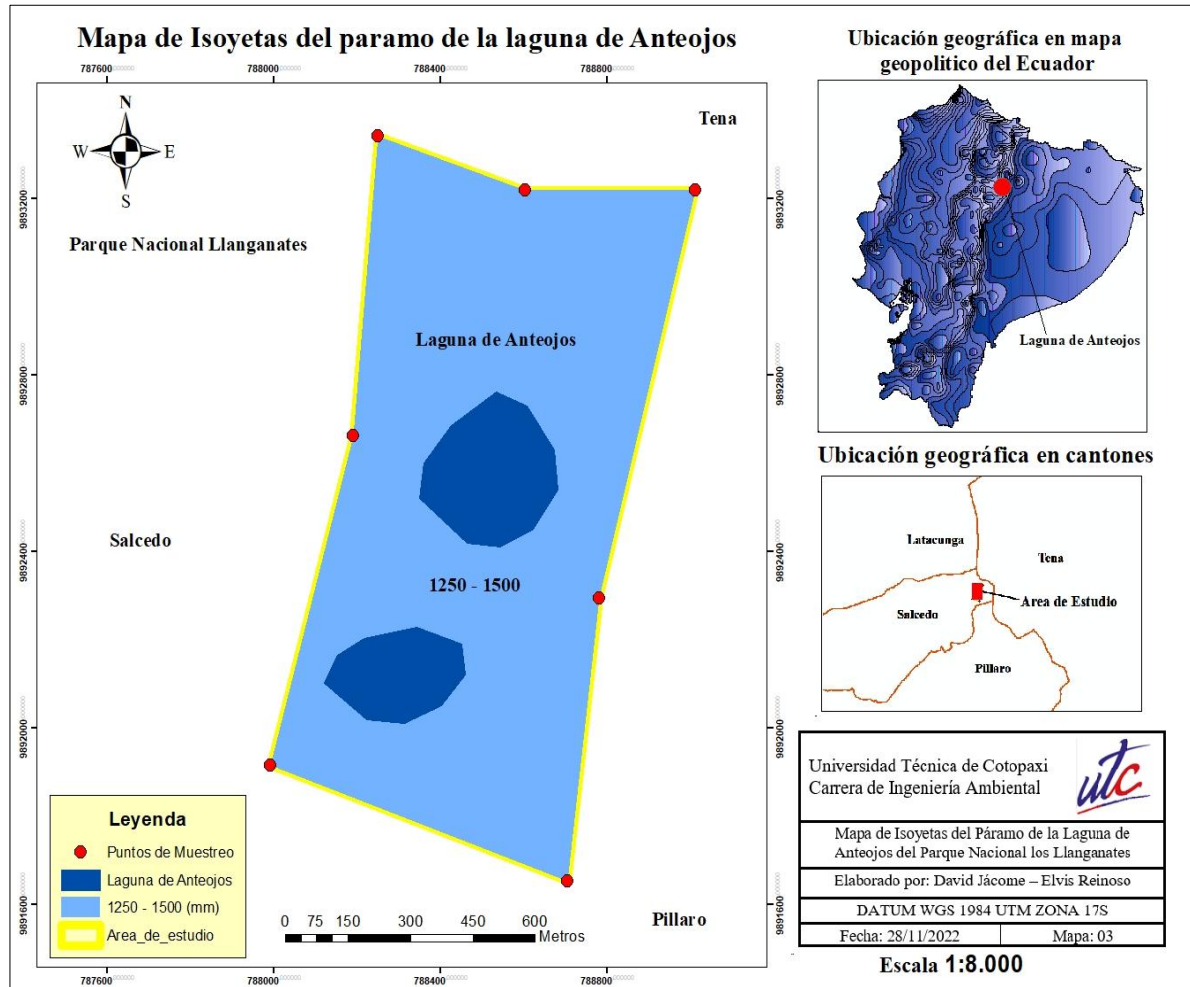 Mapa de Isoyetas del paramo de la laguna de Anteojos
787600 788000 788400 788800
N
W E
S
Tena
Parque Nacional Llanganates
Laguna de Anteojos
Salcedo
1250 - 1500
Pillaro
9893200
9892800
9892400
9892000
9891600
9893200
9892800
9892400
9892000
9891600
Leyenda
Puntos de Muestreo
Laguna de Anteojos
1250 - 1500 (mm)
Area_de_estudio
0 75 150 300 450 600
Metros
Ubicación geográfica en mapa
geopolitico del Ecuador
Laguna de Anteojos
Ubicación geográfica en cantones
Latacunga
Tena
Area de Estudio
Salcedo
Pillaro
Universidad Técnica de Cotopaxi
Carrera de Ingeniería Ambiental
utc
Mapa de Isoyetas del Páramo de la Laguna de
Anteojos del Parque Nacional los Llanganates
Elaborado por: David Jácome – Elvis Reinoso
DATUM WGS 1984 UTM ZONA 17S
Fecha: 28/11/2022 Mapa: 03
Escala 1:8.000